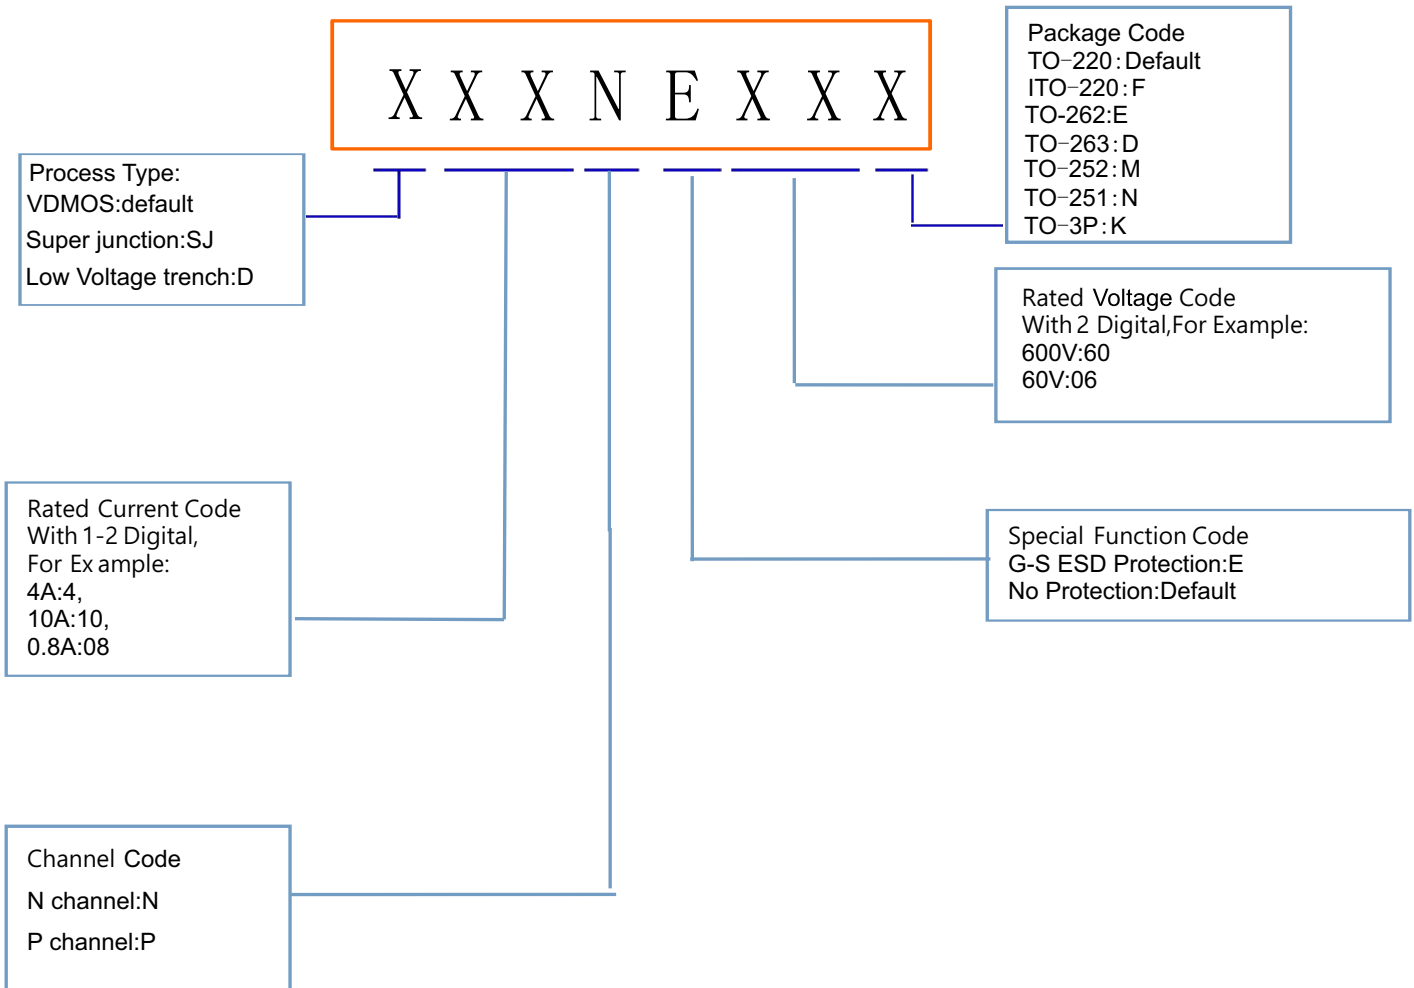 X X X N E X X X
Process Type:
VDMOS:default
Super junction:SJ
Low Voltage trench:D
Package Code
TO-220:Default
ITO-220:F
TO-262:E
TO-263:D
TO-252:M
TO-251:N
TO-3P:K
Rated Voltage Code
With 2 Digital,For Example:
600V:60
60V:06
Rated Current Code
With 1-2 Digital,
For Ex ample:
4A:4,
10A:10,
0.8A:08
Special Function Code
G-S ESD Protection:E
No Protection:Default
Channel Code
N channel:N
P channel:P